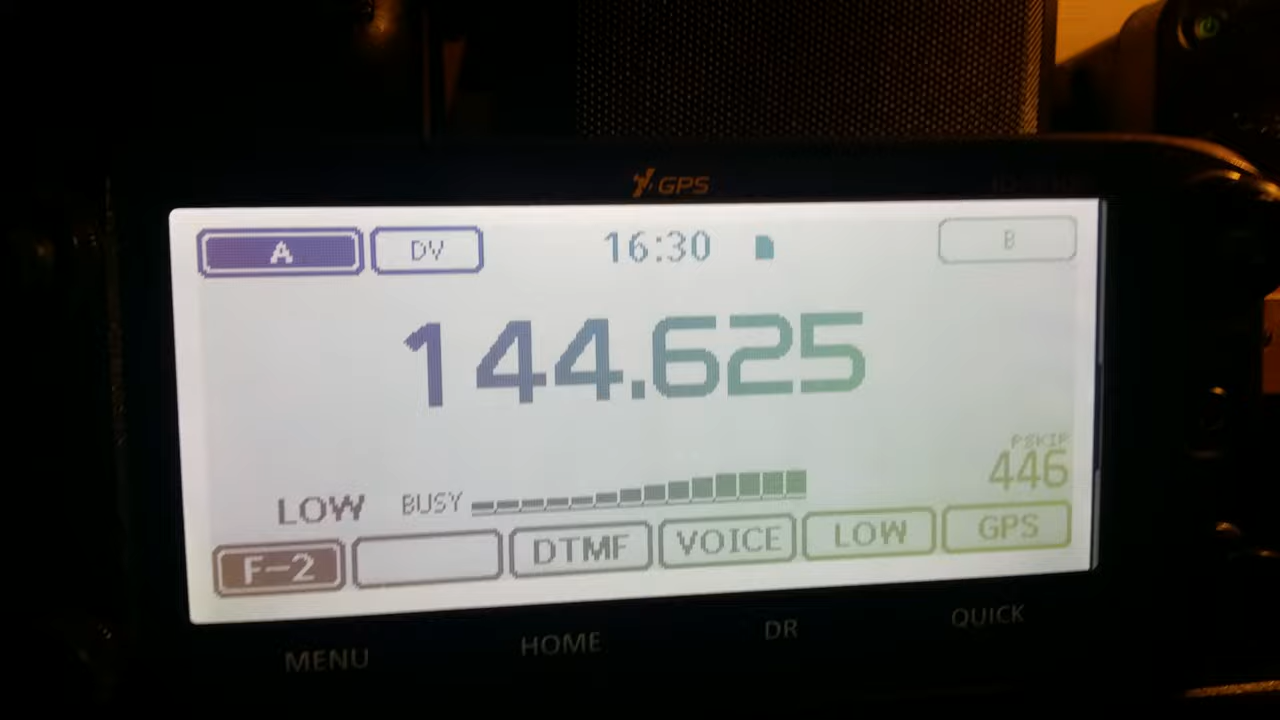 GPS
A DV 16:30 B
144.625
PSKIP
446
LOW BUSY
F-2 DTMF VOICE LOW GPS
MENU HOME DR QUICK